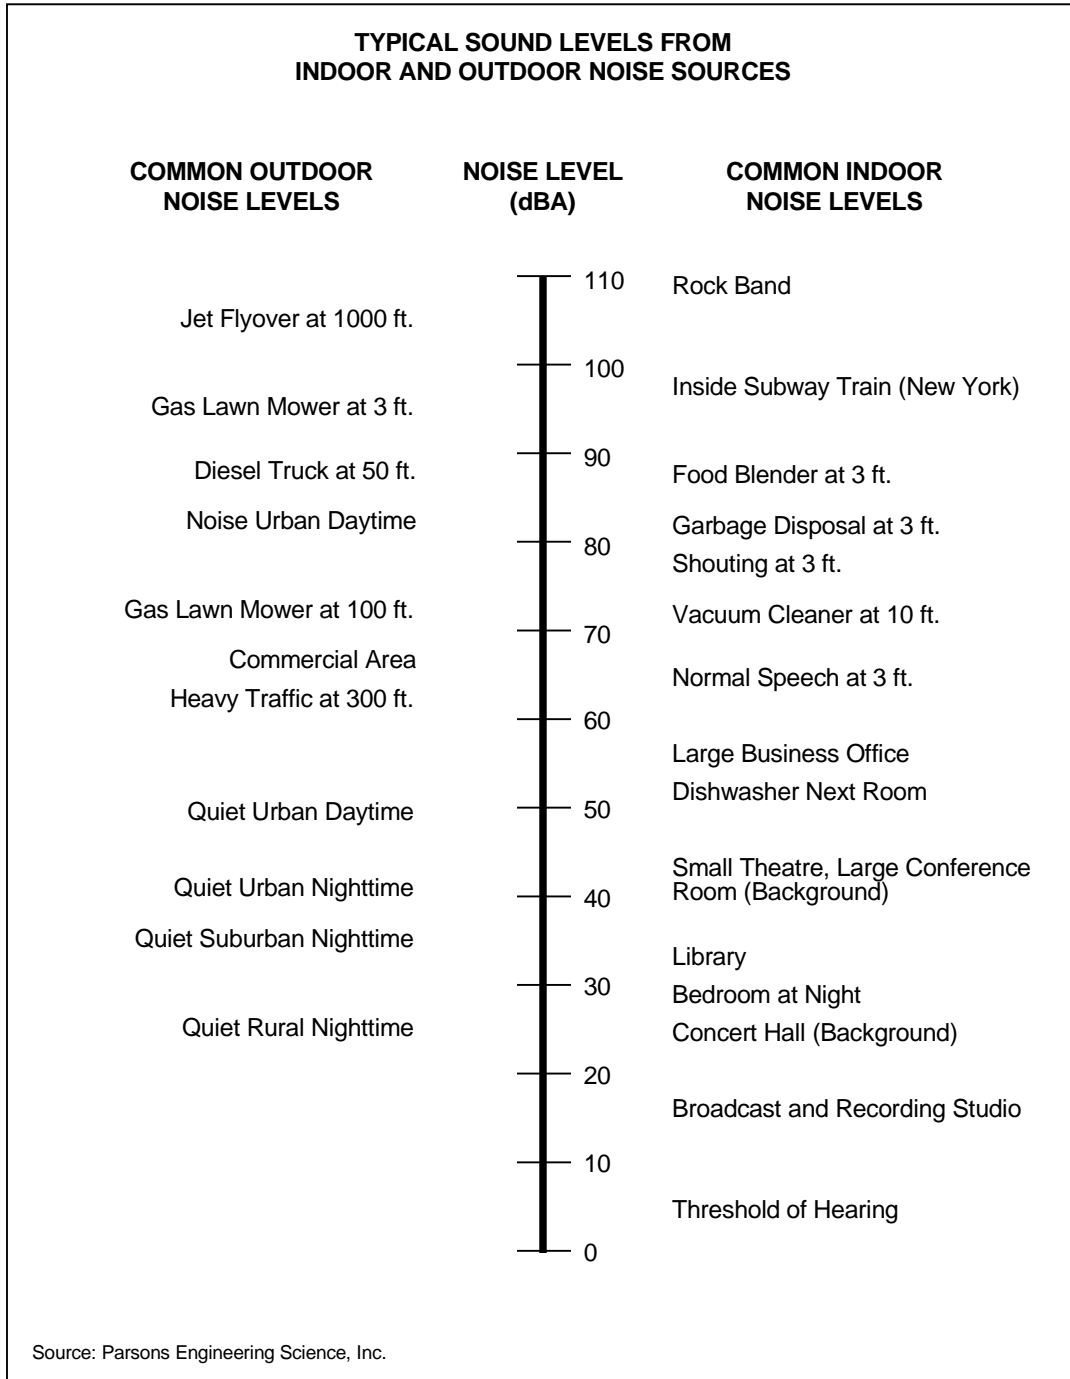 TYPICAL SOUND LEVELS FROM
INDOOR AND OUTDOOR NOISE SOURCES
COMMON OUTDOOR
NOISE LEVELS
NOISE LEVEL
(dBA)
COMMON INDOOR
NOISE LEVELS
110
Rock Band
Jet Flyover at 1000 ft.
100
Inside Subway Train (New York)
Gas Lawn Mower at 3 ft.
90
Diesel Truck at 50 ft.
Food Blender at 3 ft.
Noise Urban Daytime
Garbage Disposal at 3 ft.
80
Shouting at 3 ft.
Gas Lawn Mower at 100 ft.
Vacuum Cleaner at 10 ft.
70
Commercial Area
Normal Speech at 3 ft.
Heavy Traffic at 300 ft.
60
Large Business Office
Dishwasher Next Room
Quiet Urban Daytime
50
Small Theatre, Large Conference
Room (Background)
Quiet Urban Nighttime
40
Quiet Suburban Nighttime
Library
30
Bedroom at Night
Quiet Rural Nighttime
Concert Hall (Background)
20
Broadcast and Recording Studio
10
Threshold of Hearing
0
Source: Parsons Engineering Science, Inc.